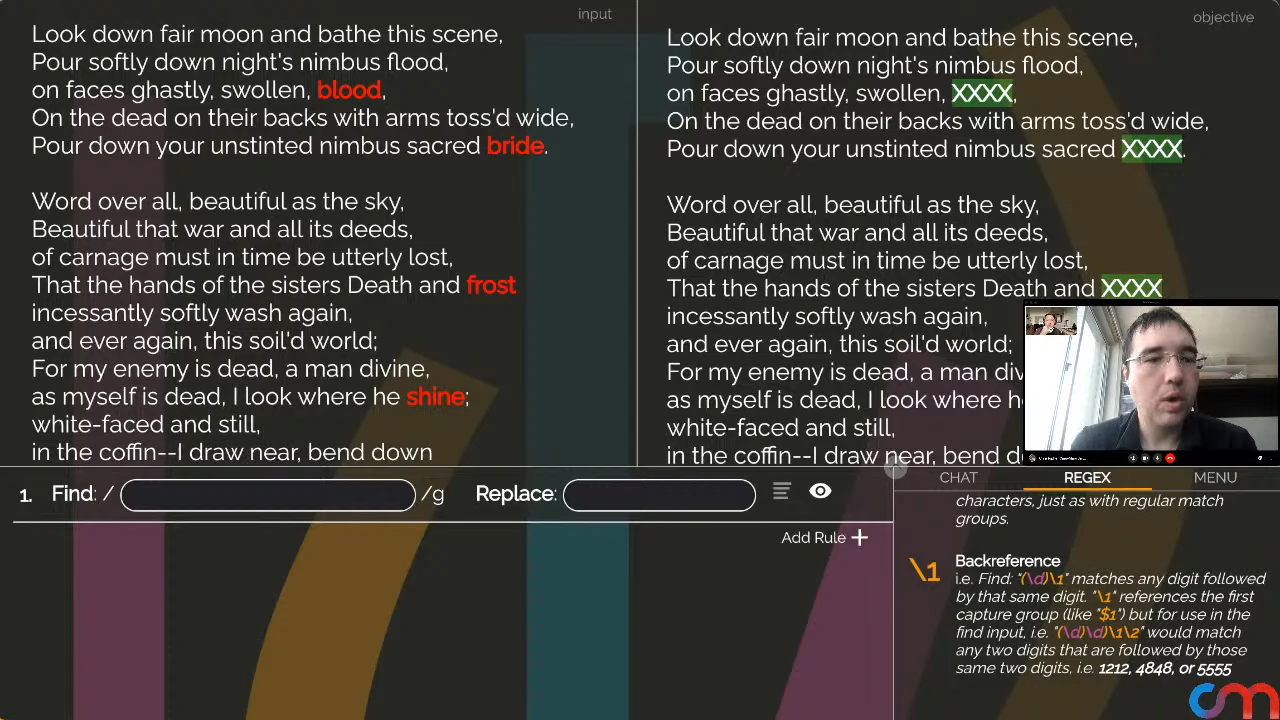 input
Look down fair moon and bathe this scene,
Pour softly down night's nimbus flood,
on faces ghastly, swollen, blood,
On the dead on their backs with arms toss'd wide,
Pour down your unstinted nimbus sacred bride.
Word over all, beautiful as the sky,
Beautiful that war and all its deeds,
of carnage must in time be utterly lost,
That the hands of the sisters Death and frost
incessantly softly wash again,
and ever again, this soil'd world;
For my enemy is dead, a man divine,
as myself is dead, I look where he shine;
white-faced and still,
in the coffin--I draw near, bend down
objective
Look down fair moon and bathe this scene,
Pour softly down night's nimbus flood,
on faces ghastly, swollen, XXXX,
On the dead on their backs with arms toss'd wide,
Pour down your unstinted nimbus sacred XXXX.
Word over all, beautiful as the sky,
Beautiful that war and all its deeds,
of carnage must in time be utterly lost,
That the hands of the sisters Death and XXXX
incessantly softly wash again,
and ever again, this soil'd world;
For my enemy is dead, a man div
as myself is dead, I look where h
white-faced and still,
in the coffin--I draw near, bend d
1. Find: / /g Replace:
Add Rule +
CHAT REGEX MENU
characters, just as with regular match
groups.
\1 Backreference
i.e. Find: "(\d)\1" matches any digit followed
by that same digit. "\1" references the first
capture group (like "$1") but for use in the
find input, i.e. "(\d)\d)\1\2" would match
any two digits that are followed by those
same two digits, i.e. 1212, 4848, or 5555
cm